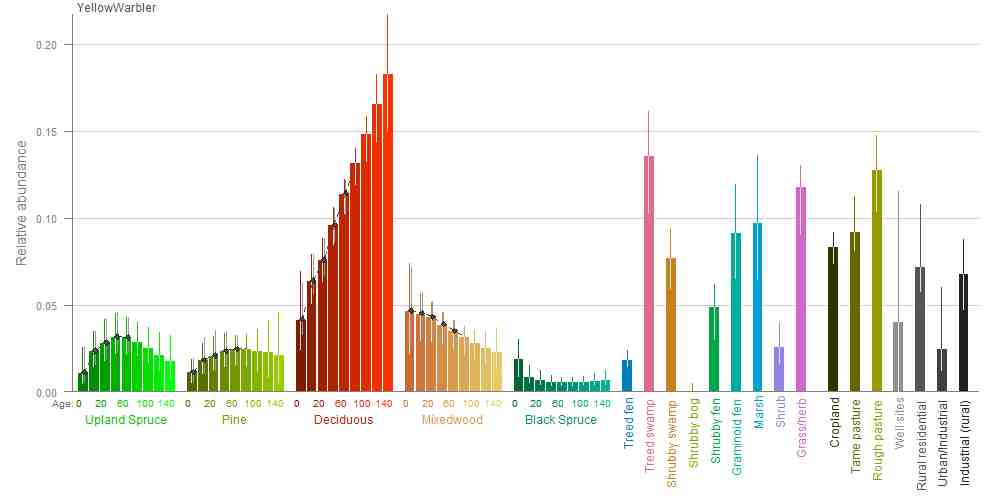 YellowWarbler
Relative abundance
0.20
0.15
0.10
0.05
0.00
Age: 0 20 60 100 140 0 20 60 100 140 0 20 60 100 140 0 20 60 100 140 0 20 60 100 140
Upland Spruce Pine Deciduous Mixedwood Black Spruce
Treed fen
Treed swamp
Shrubby swamp
Shrubby bog
Shrubby fen
Graminoid fen
Marsh
Shrub
Grass/herb
Cropland
Tame pasture
Rough pasture
Well sites
Rural residential
Urban/Industrial
Industrial (rural)